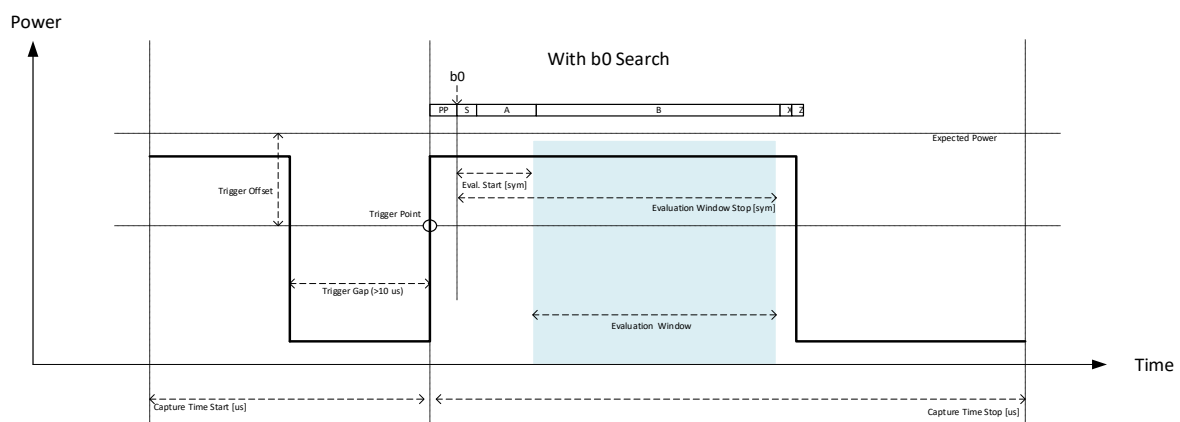 Power
With b0 Search
b0
PP S A B X Z
Expected Power
Eval. Start [sym]
Trigger Offset
Evaluation Window Stop [sym]
Trigger Point
Trigger Gap (>10 us)
Evaluation Window
Time
Capture Time Start [us]
Capture Time Stop [us]